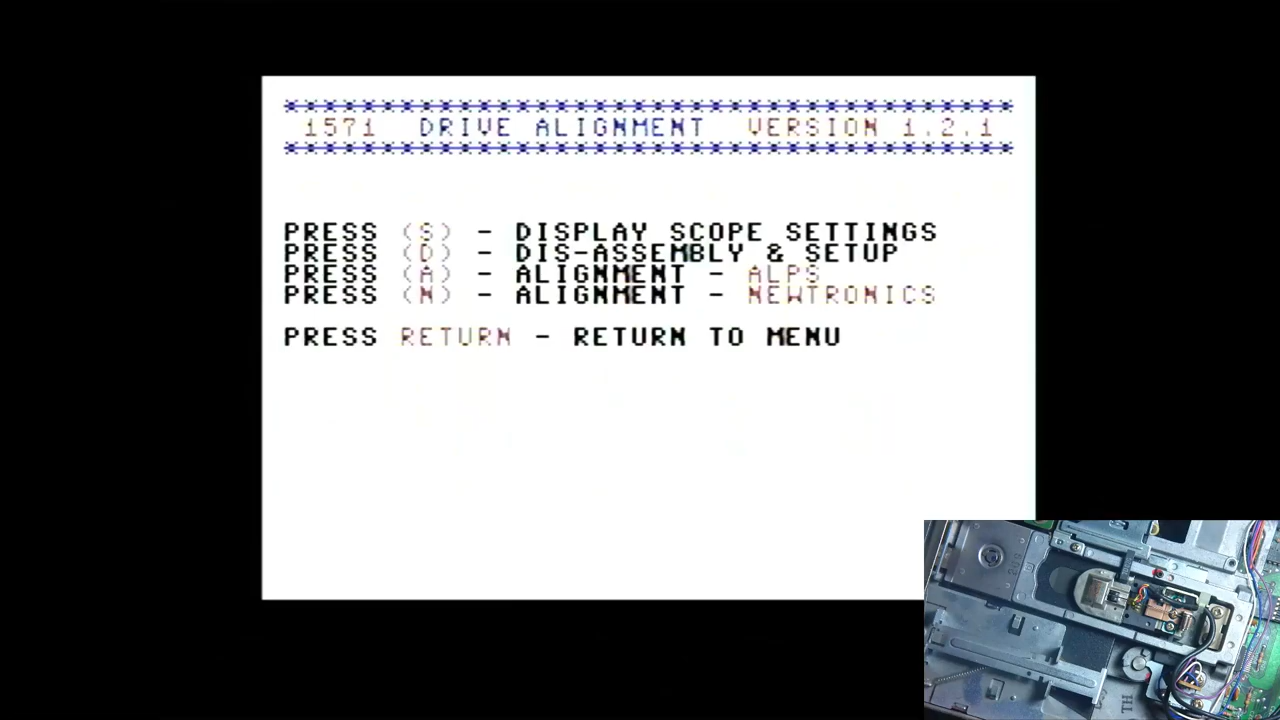 ************************************** 
1571 DRIVE ALIGNMENT VERSION 1.2.1
**************************************
PRESS (S) - DISPLAY SCOPE SETTINGS
PRESS (D) - DIS-ASSEMBLY & SETUP
PRESS (A) - ALIGNMENT - ALPS
PRESS (N) - ALIGNMENT - NEWTRONICS
PRESS RETURN - RETURN TO MENU